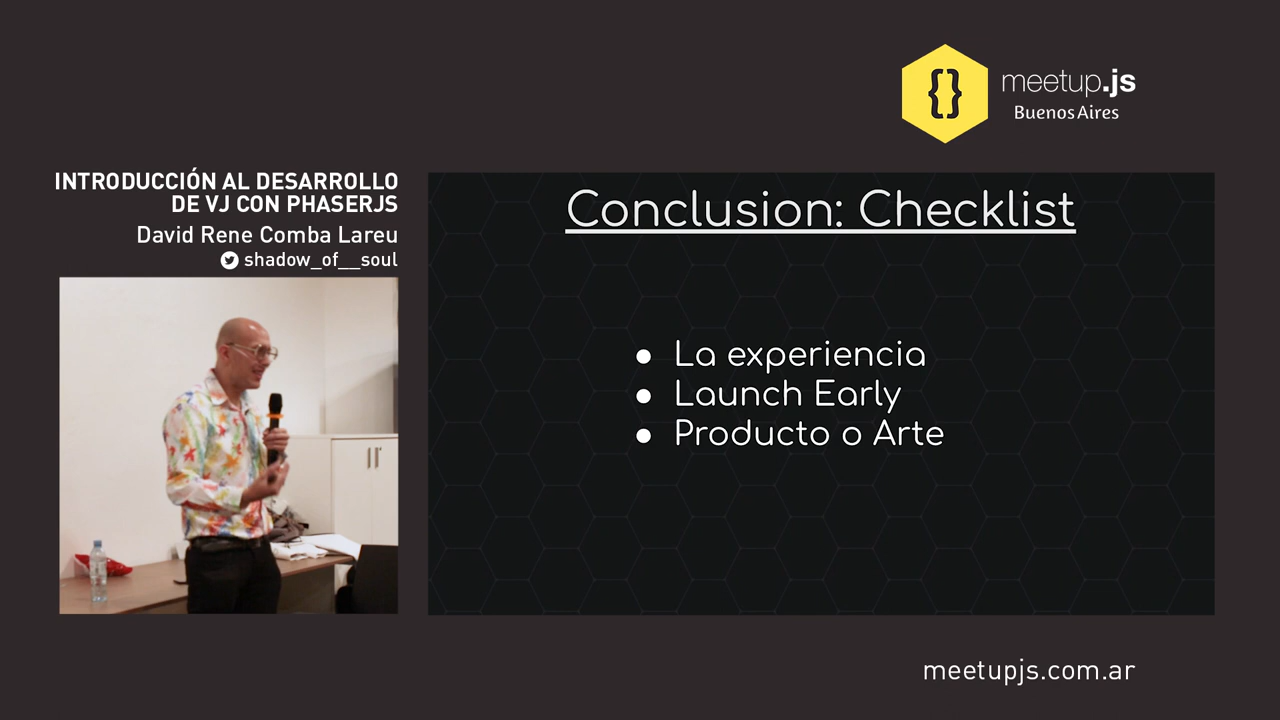 {} meetup.js
Buenos Aires
INTRODUCCIÓN AL DESARROLLO
DE VJ CON PHASERJS
David Rene Comba Lareu
shadow_of__soul
Conclusion: Checklist
● La experiencia
● Launch Early
● Producto o Arte
meetupjs.com.ar